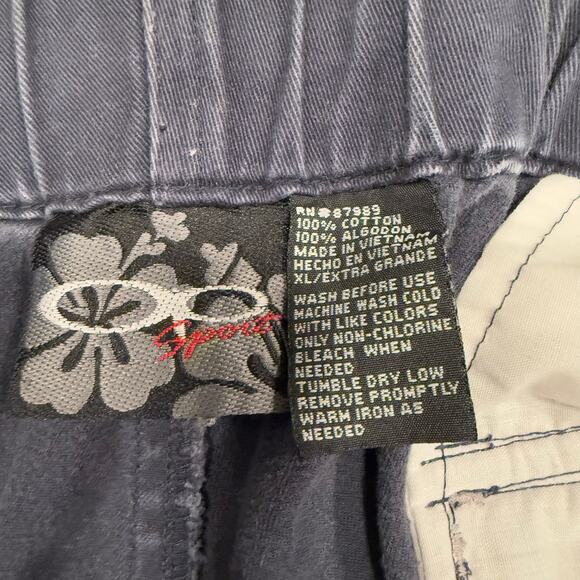 Sport
RN#87989
100% COTTON
100% ALGODON
MADE IN VIETNAM
HECHO EN VIETNAM
XL/EXTRA GRANDE
WASH BEFORE USE
MACHINE WASH COLD
WITH LIKE COLORS
ONLY NON-CHLORINE
BLEACH WHEN
NEEDED
TUMBLE DRY LOW
REMOVE PROMPTLY
WARM IRON AS
NEEDED